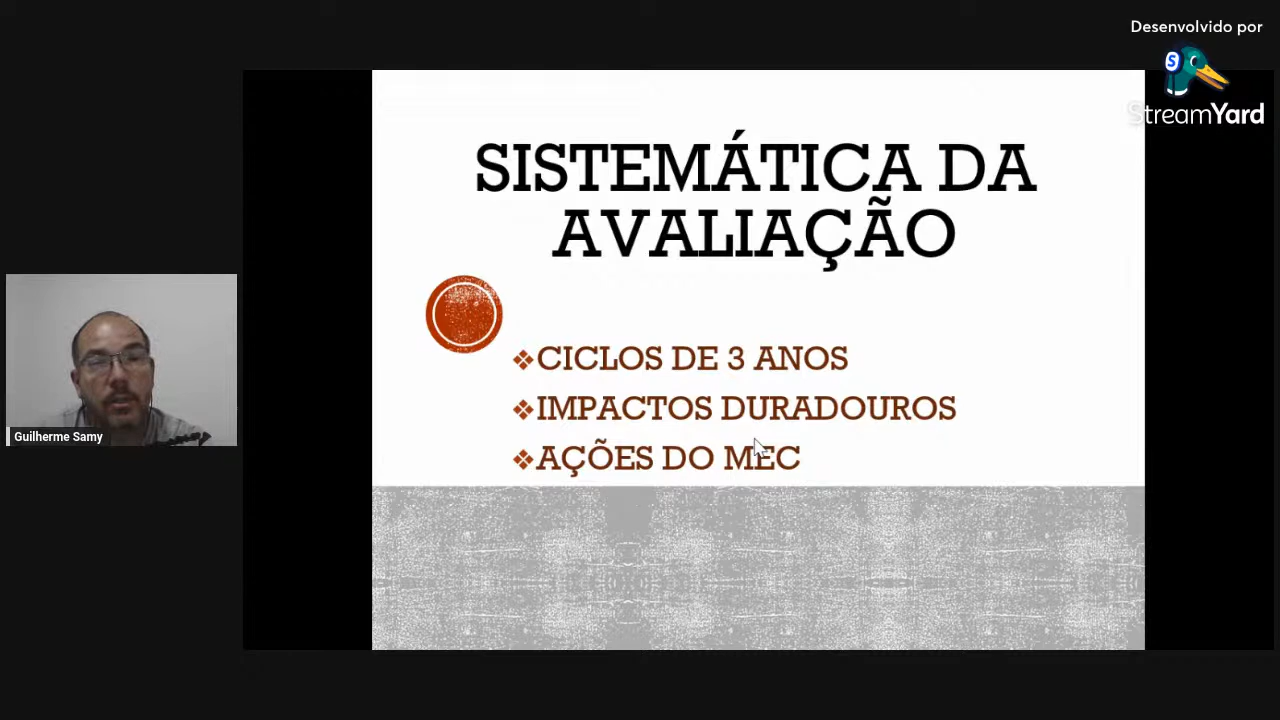 Desenvolvido por
S
StreamYard
SISTEMÁTICA DA
AVALIAÇÃO
CICLOS DE 3 ANOS
IMPACTOS DURADOUROS
AÇÕES DO MEC
Guilherme Samy